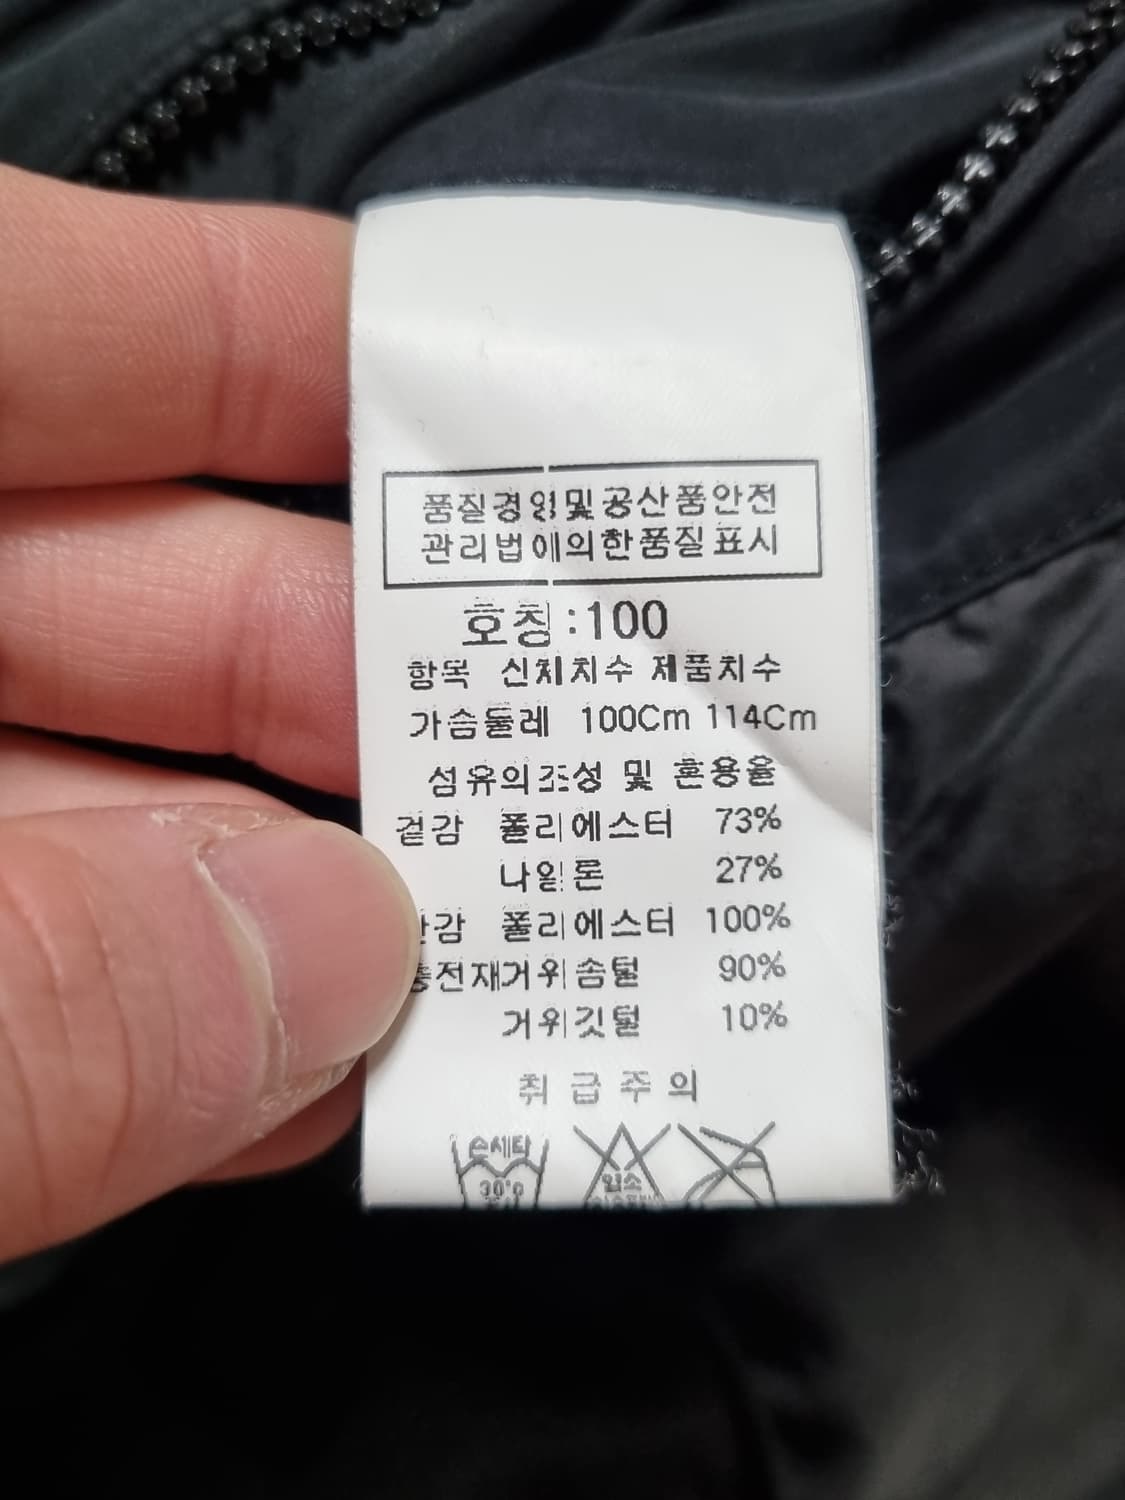 품질경영및공산품안전
관리법에의한품질표시
호칭:100
항목 신체치수 제품치수
가슴둘레 100Cm 114Cm
섬유의조성 및 혼용율
겉감 폴리에스터 73%
나일론 27%
폴리에스터 100%
충전재거위솜털 90%
거위깃털 10%
취급주의
손세탁
30℃
염소